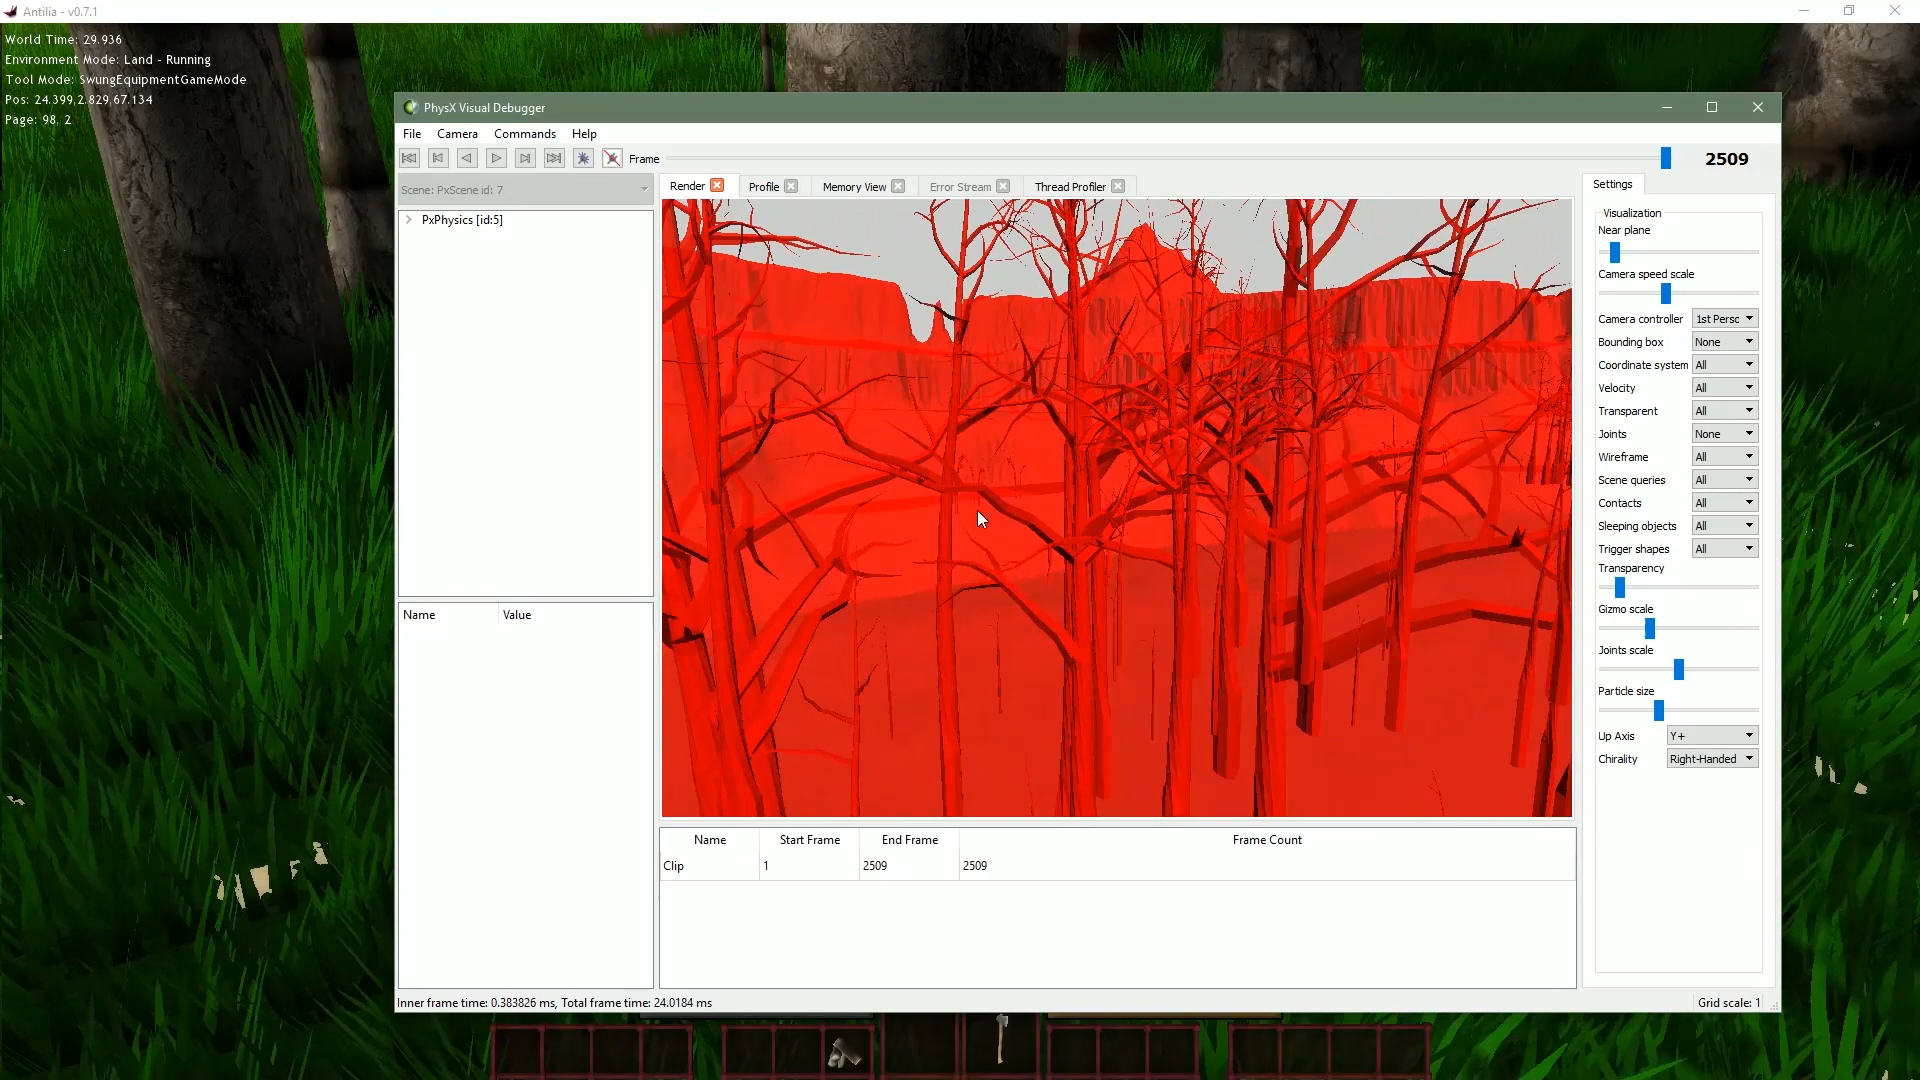 Antilia - v0.7.1
World Time: 29.936
Environment Mode: Land - Running
Tool Mode: SwungEquipmentGameMode
Pos: 24.399,2.829,67.134
Page: 98, 2
PhysX Visual Debugger
File Camera Commands Help
Frame
2509
Scene: PxScene id: 7
PxPhysics [id:5]
Name Value
Render
Profile
Memory View
Error Stream
Thread Profiler
Name Start Frame End Frame Frame Count
Clip 1 2509 2509
Settings
Visualization
Near plane
Camera speed scale
Camera controller 1st Persc
Bounding box None
Coordinate system All
Velocity All
Transparent All
Joints None
Wireframe All
Scene queries All
Contacts All
Sleeping objects All
Trigger shapes All
Transparency
Gizmo scale
Joints scale
Particle size
Up Axis Y+
Chirality Right-Handed
Inner frame time: 0.383826 ms, Total frame time: 24.0184 ms
Grid scale: 1